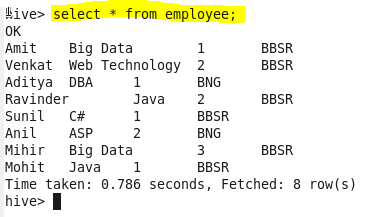 hive> select * from employee;
OK
Amit Big Data 1 BBSR
Venkat Web Technology 2 BBSR
Aditya DBA 1 BNG
Ravinder Java 2 BBSR
Sunil C# 1 BBSR
Anil ASP 2 BNG
Mihir Big Data 3 BBSR
Mohit Java 1 BBSR
Time taken: 0.786 seconds, Fetched: 8 row(s)
hive>